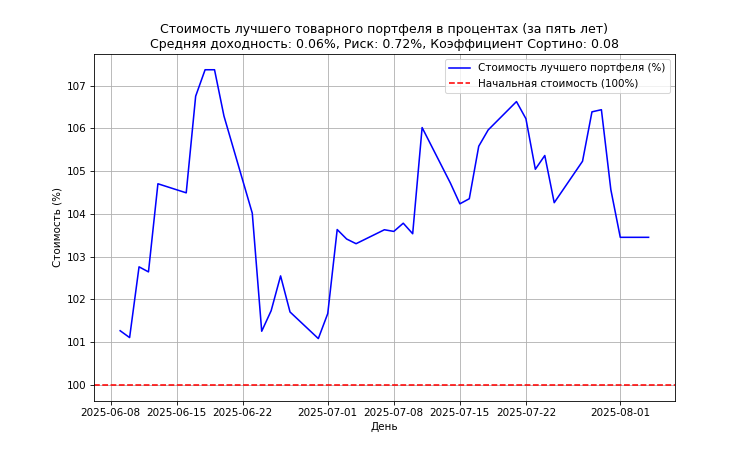 Стоимость лучшего товарного портфеля в процентах (за пять лет)
Средняя доходность: 0.06%, Риск: 0.72%, Коэффициент Сортино: 0.08
Стоимость лучшего портфеля (%)
Начальная стоимость (100%)
Стоимость (%)
107
106
105
104
103
102
101
100
2025-06-08 2025-06-15 2025-06-22 2025-07-01 2025-07-08 2025-07-15 2025-07-22 2025-08-01
День